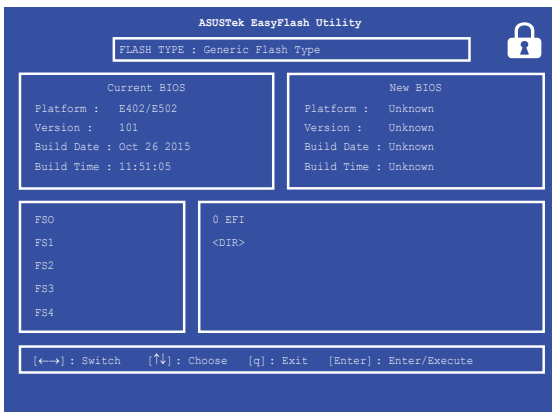 ASUSTek EasyFlash Utility
FLASH TYPE : Generic Flash Type
Current BIOS
Platform : E402/E502
Version : 101
Build Date : Oct 26 2015
Build Time : 11:51:05
New BIOS
Platform : Unknown
Version : Unknown
Build Date : Unknown
Build Time : Unknown
FSO
FS1
FS2
FS3
FS4
0 EFI
<DIR>
[←→] : Switch [↑↓] : Choose [q] : Exit [Enter] : Enter/Execute